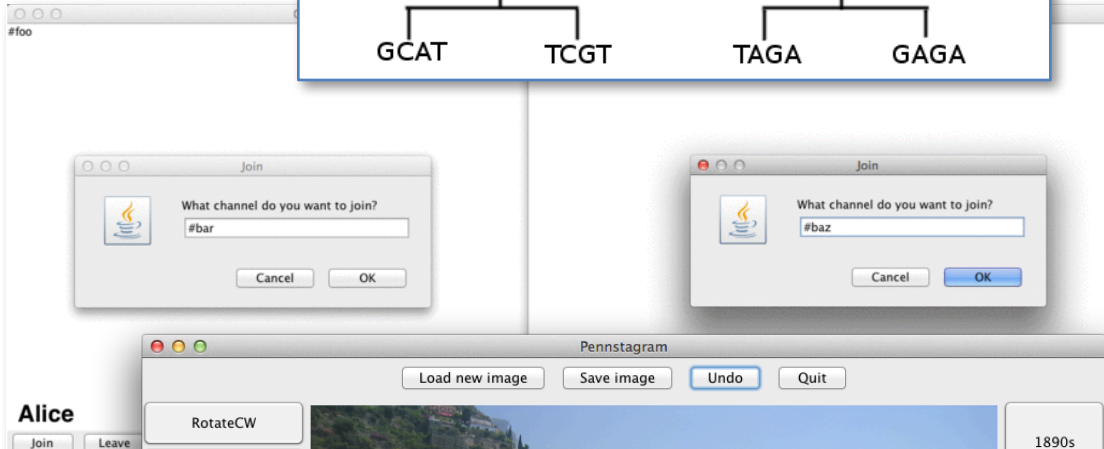 #foo
GCAT TCGT TAGA GAGA
Join
What channel do you want to join?
#bar
Cancel OK
Join
What channel do you want to join?
#baz
Cancel OK
Pennstagram
Load new image Save image Undo Quit
Alice
Join Leave
RotateCW
1890s